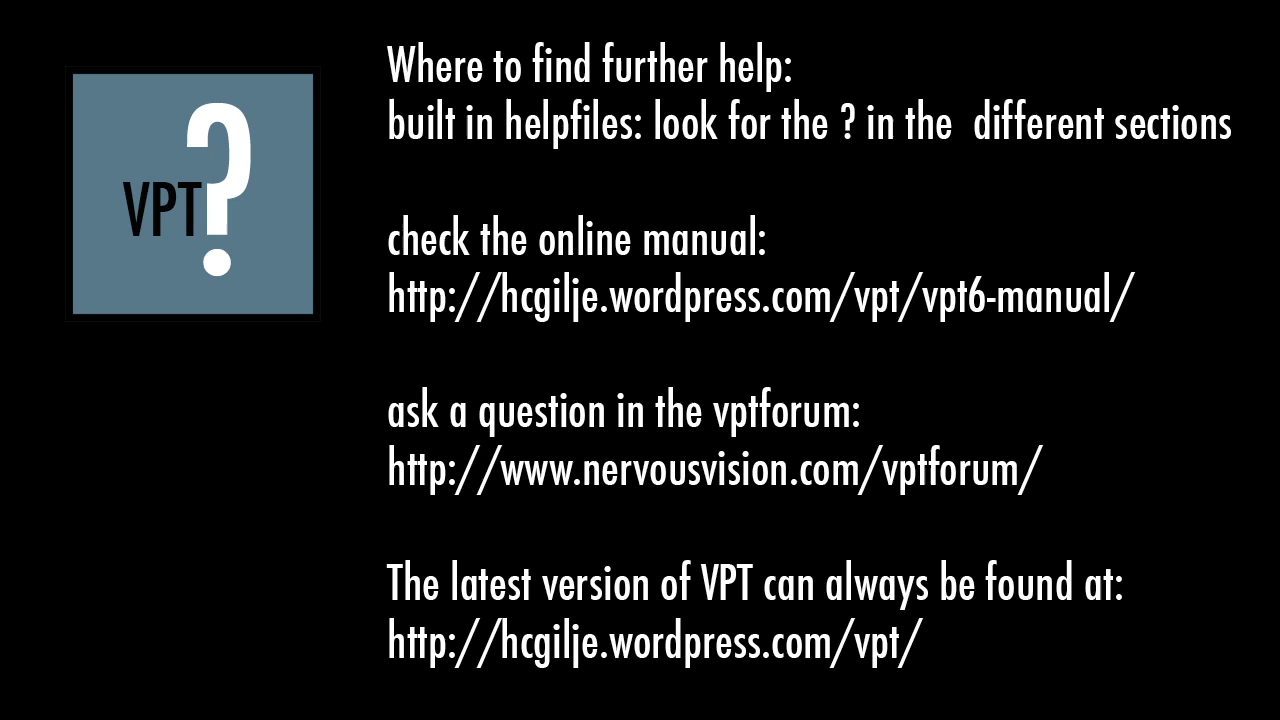 VPT?
Where to find further help:
built in helpfiles: look for the ? in the  different sections
check the online manual:
http://hcgilje.wordpress.com/vpt/vpt6-manual/
ask a question in the vptforum:
http://www.nervousvision.com/vptforum/
The latest version of VPT can always be found at:
http://hcgilje.wordpress.com/vpt/